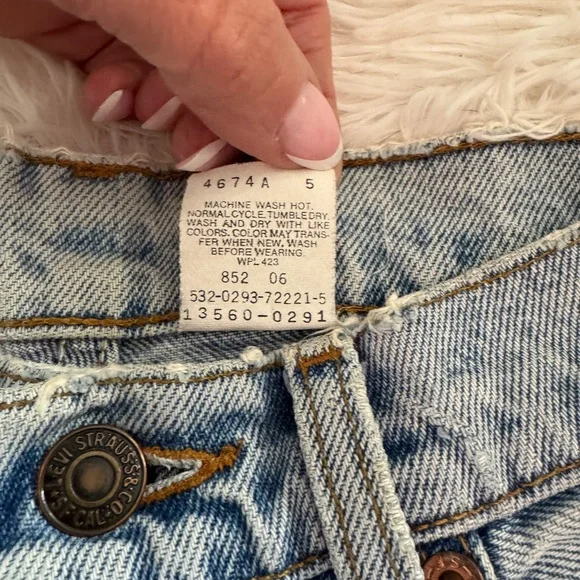 4674A 5
MACHINE WASH HOT.
NORMAL CYCLE. TUMBLE DRY.
WASH AND DRY WITH LIKE
COLORS. COLOR MAY TRANS-
FER WHEN NEW. WASH
BEFORE WEARING.
WPL 423
852 06
532-0293-72221-5
13560-0291
LEVI STRAUSS & CO
CAL